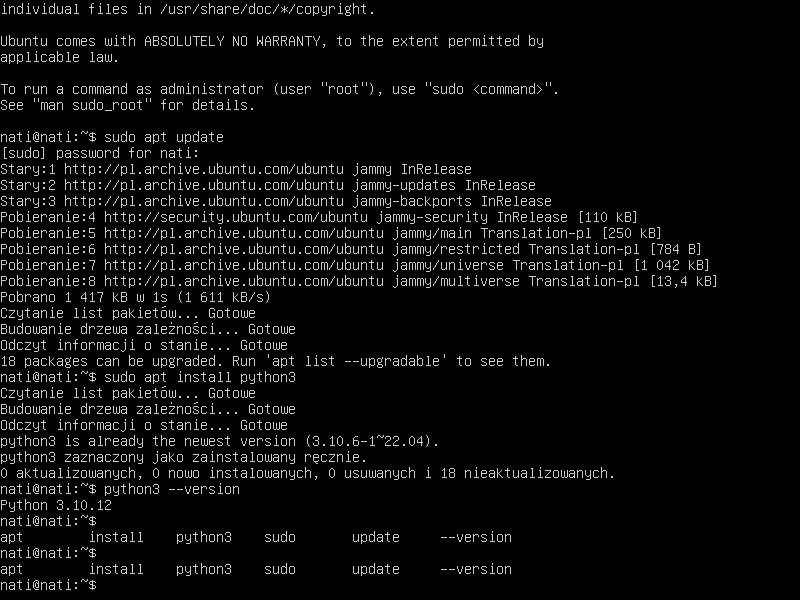 individual files in /usr/share/doc/*/copyright.
Ubuntu comes with ABSOLUTELY NO WARRANTY, to the extent permitted by
applicable law.
To run a command as administrator (user "root"), use "sudo <command>".
See "man sudo_root" for details.
nati@nati:~$ sudo apt update
[sudo] password for nati:
Stary:1 http://pl.archive.ubuntu.com/ubuntu jammy InRelease
Stary:2 http://pl.archive.ubuntu.com/ubuntu jammy-updates InRelease
Stary:3 http://pl.archive.ubuntu.com/ubuntu jammy-backports InRelease
Pobieranie:4 http://security.ubuntu.com/ubuntu jammy-security InRelease [110 kB]
Pobieranie:5 http://pl.archive.ubuntu.com/ubuntu jammy/main Translation-pl [250 kB]
Pobieranie:6 http://pl.archive.ubuntu.com/ubuntu jammy/restricted Translation-pl [784 B]
Pobieranie:7 http://pl.archive.ubuntu.com/ubuntu jammy/universe Translation-pl [1 042 kB]
Pobieranie:8 http://pl.archive.ubuntu.com/ubuntu jammy/multiverse Translation-pl [13,4 kB]
Pobrano 1 417 kB w 1s (1 611 kB/s)
Czytanie list pakietów... Gotowe
Budowanie drzewa zależności... Gotowe
Odczyt informacji o stanie... Gotowe
18 packages can be upgraded. Run 'apt list --upgradable' to see them.
nati@nati:~$ sudo apt install python3
Czytanie list pakietów... Gotowe
Budowanie drzewa zależności... Gotowe
Odczyt informacji o stanie... Gotowe
python3 is already the newest version (3.10.6-1~22.04).
python3 zaznaczony jako zainstalowany ręcznie.
0 aktualizowanych, 0 nowo instalowanych, 0 usuwanych i 18 nieaktualizowanych.
nati@nati:~$ python3 --version
Python 3.10.12
nati@nati:~$
apt install python3 sudo update --version
nati@nati:~$
apt install python3 sudo update --version
nati@nati:~$